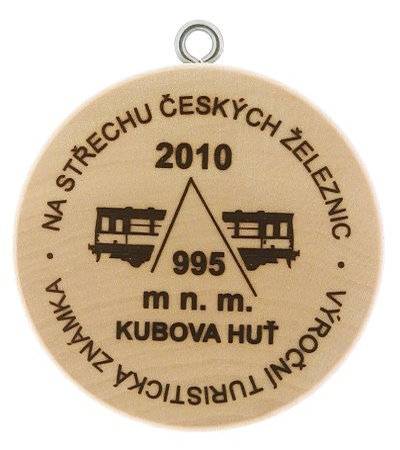 NA STŘECHU ČESKÝCH ŽELEZNIC
2010
995
m n. m.
KUBOVA HUŤ
• VÝROČNÍ TURISTICKÁ ZNÁMKA •